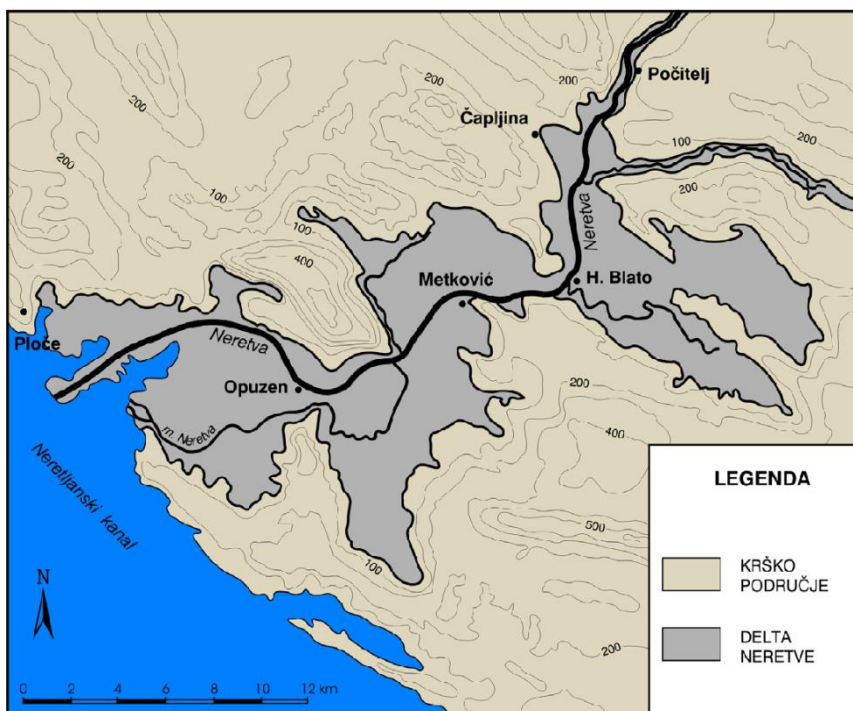 200
200
200
Počitelj
Čapljina
200
100
200
200
200
100
100
Neretva
400
Metković
H. Blato
Ploče
Neretva
Opuzen
200
m. Neretva
400
Neretljanski kanal
500
100
200
N
0 2 4 6 8 10 12 km
LEGENDA
KRŠKO
PODRUČJE
DELTA
NERETVE